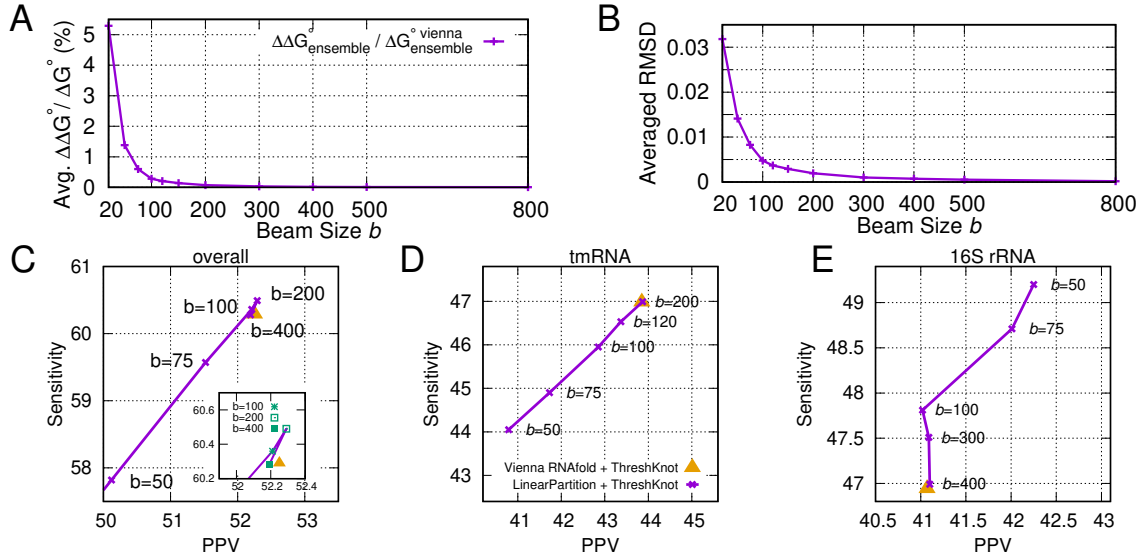 A
Avg. ΔΔG° / ΔG° (%)
5
4
3
2
1
0
ΔΔG°ensemble / ΔG°vienna ensemble
20 100 200 300 400 500 800
Beam Size b
B
Averaged RMSD
0.03
0.02
0.01
0
20 100 200 300 400 500 800
Beam Size b
C
overall
Sensitivity
61
60
59
58
b=200
b=100
b=400
b=75
b=50
60.6
60.4
60.2
b=100
b=200
b=400
52 52.2 52.4
50 51 52 53
PPV
D
tmRNA
Sensitivity
47
46
45
44
43
b=200
b=120
b=100
b=75
b=50
Vienna RNAfold + ThreshKnot
LinearPartition + ThreshKnot
41 42 43 44 45
PPV
E
16S rRNA
Sensitivity
49
48.5
48
47.5
47
b=50
b=75
b=100
b=300
b=400
40.5 41 41.5 42 42.5 43
PPV